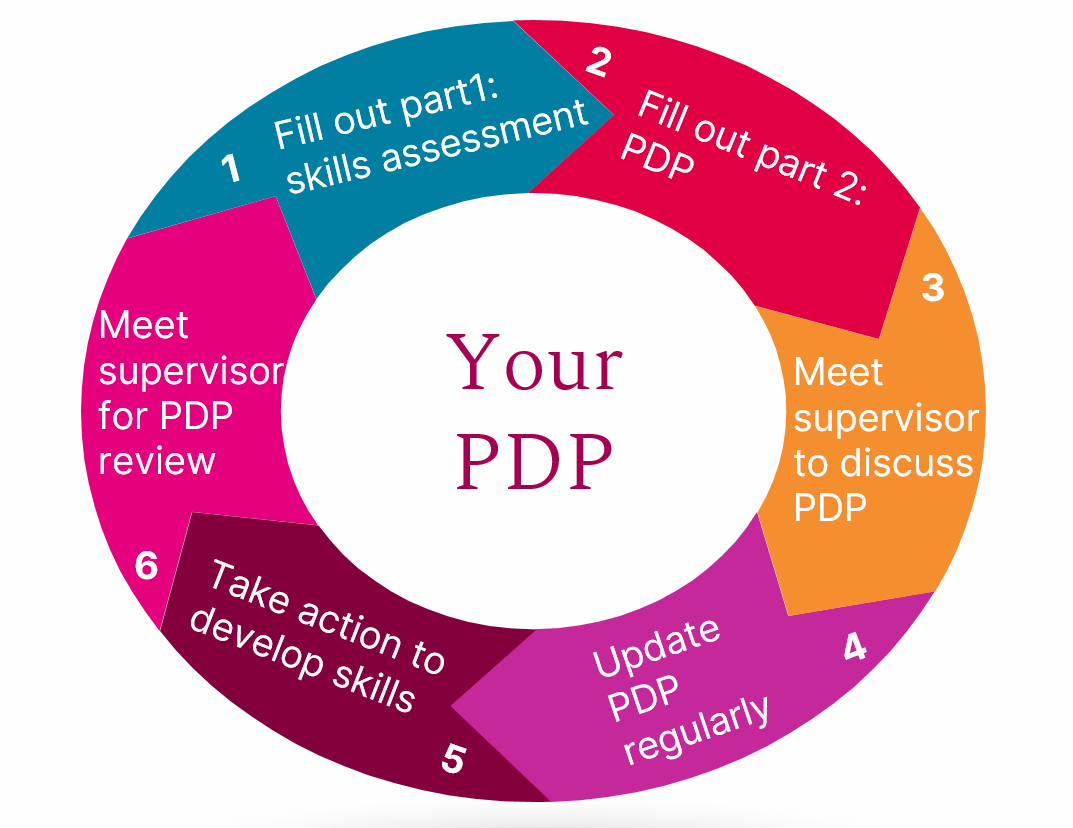 1
Fill out part1:
skills assessment
2
Fill out part 2:
PDP
3
Meet
supervisor
to discuss
PDP
4
Update
PDP
regularly
5
Take action to
develop skills
6
Meet
supervisor
for PDP
review
Your
PDP